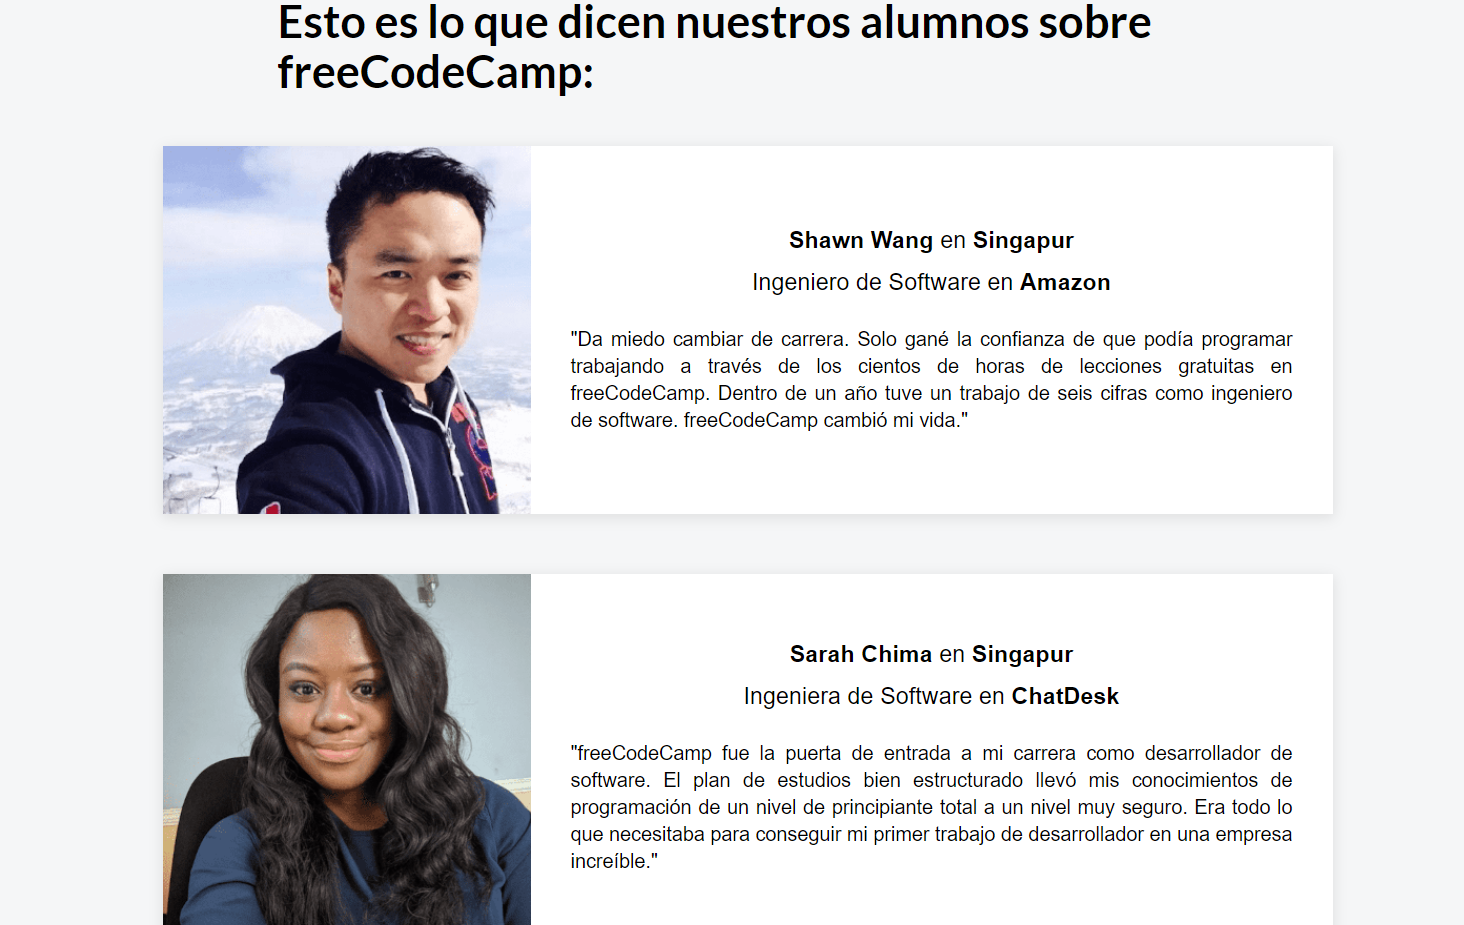 Esto es lo que dicen nuestros alumnos sobre
freeCodeCamp:
Shawn Wang en Singapur
Ingeniero de Software en Amazon
"Da miedo cambiar de carrera. Solo gané la confianza de que podía programar
trabajando a través de los cientos de horas de lecciones gratuitas en
freeCodeCamp. Dentro de un año tuve un trabajo de seis cifras como ingeniero
de software. freeCodeCamp cambió mi vida."
Sarah Chima en Singapur
Ingeniera de Software en ChatDesk
"freeCodeCamp fue la puerta de entrada a mi carrera como desarrollador de
software. El plan de estudios bien estructurado llevó mis conocimientos de
programación de un nivel de principiante total a un nivel muy seguro. Era todo lo
que necesitaba para conseguir mi primer trabajo de desarrollador en una empresa
increíble."